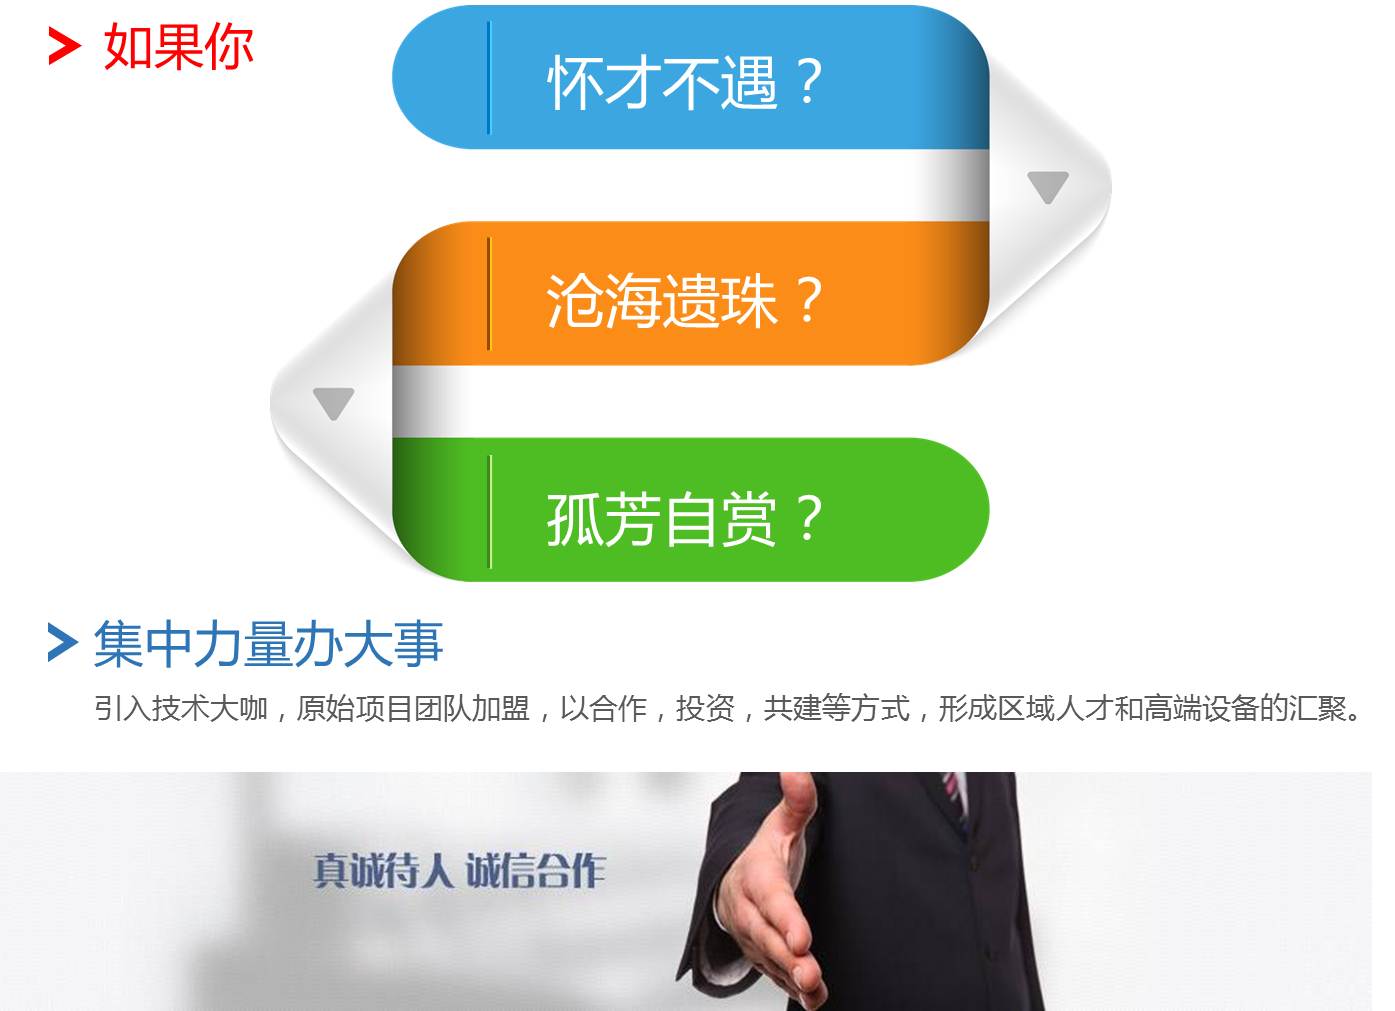 如果你
怀才不遇？
沧海遗珠？
孤芳自赏？
集中力量办大事
引入技术大咖，原始项目团队加盟，以合作，投资，共建等方式，形成区域人才和高端设备的汇聚。
真诚待人 诚信合作